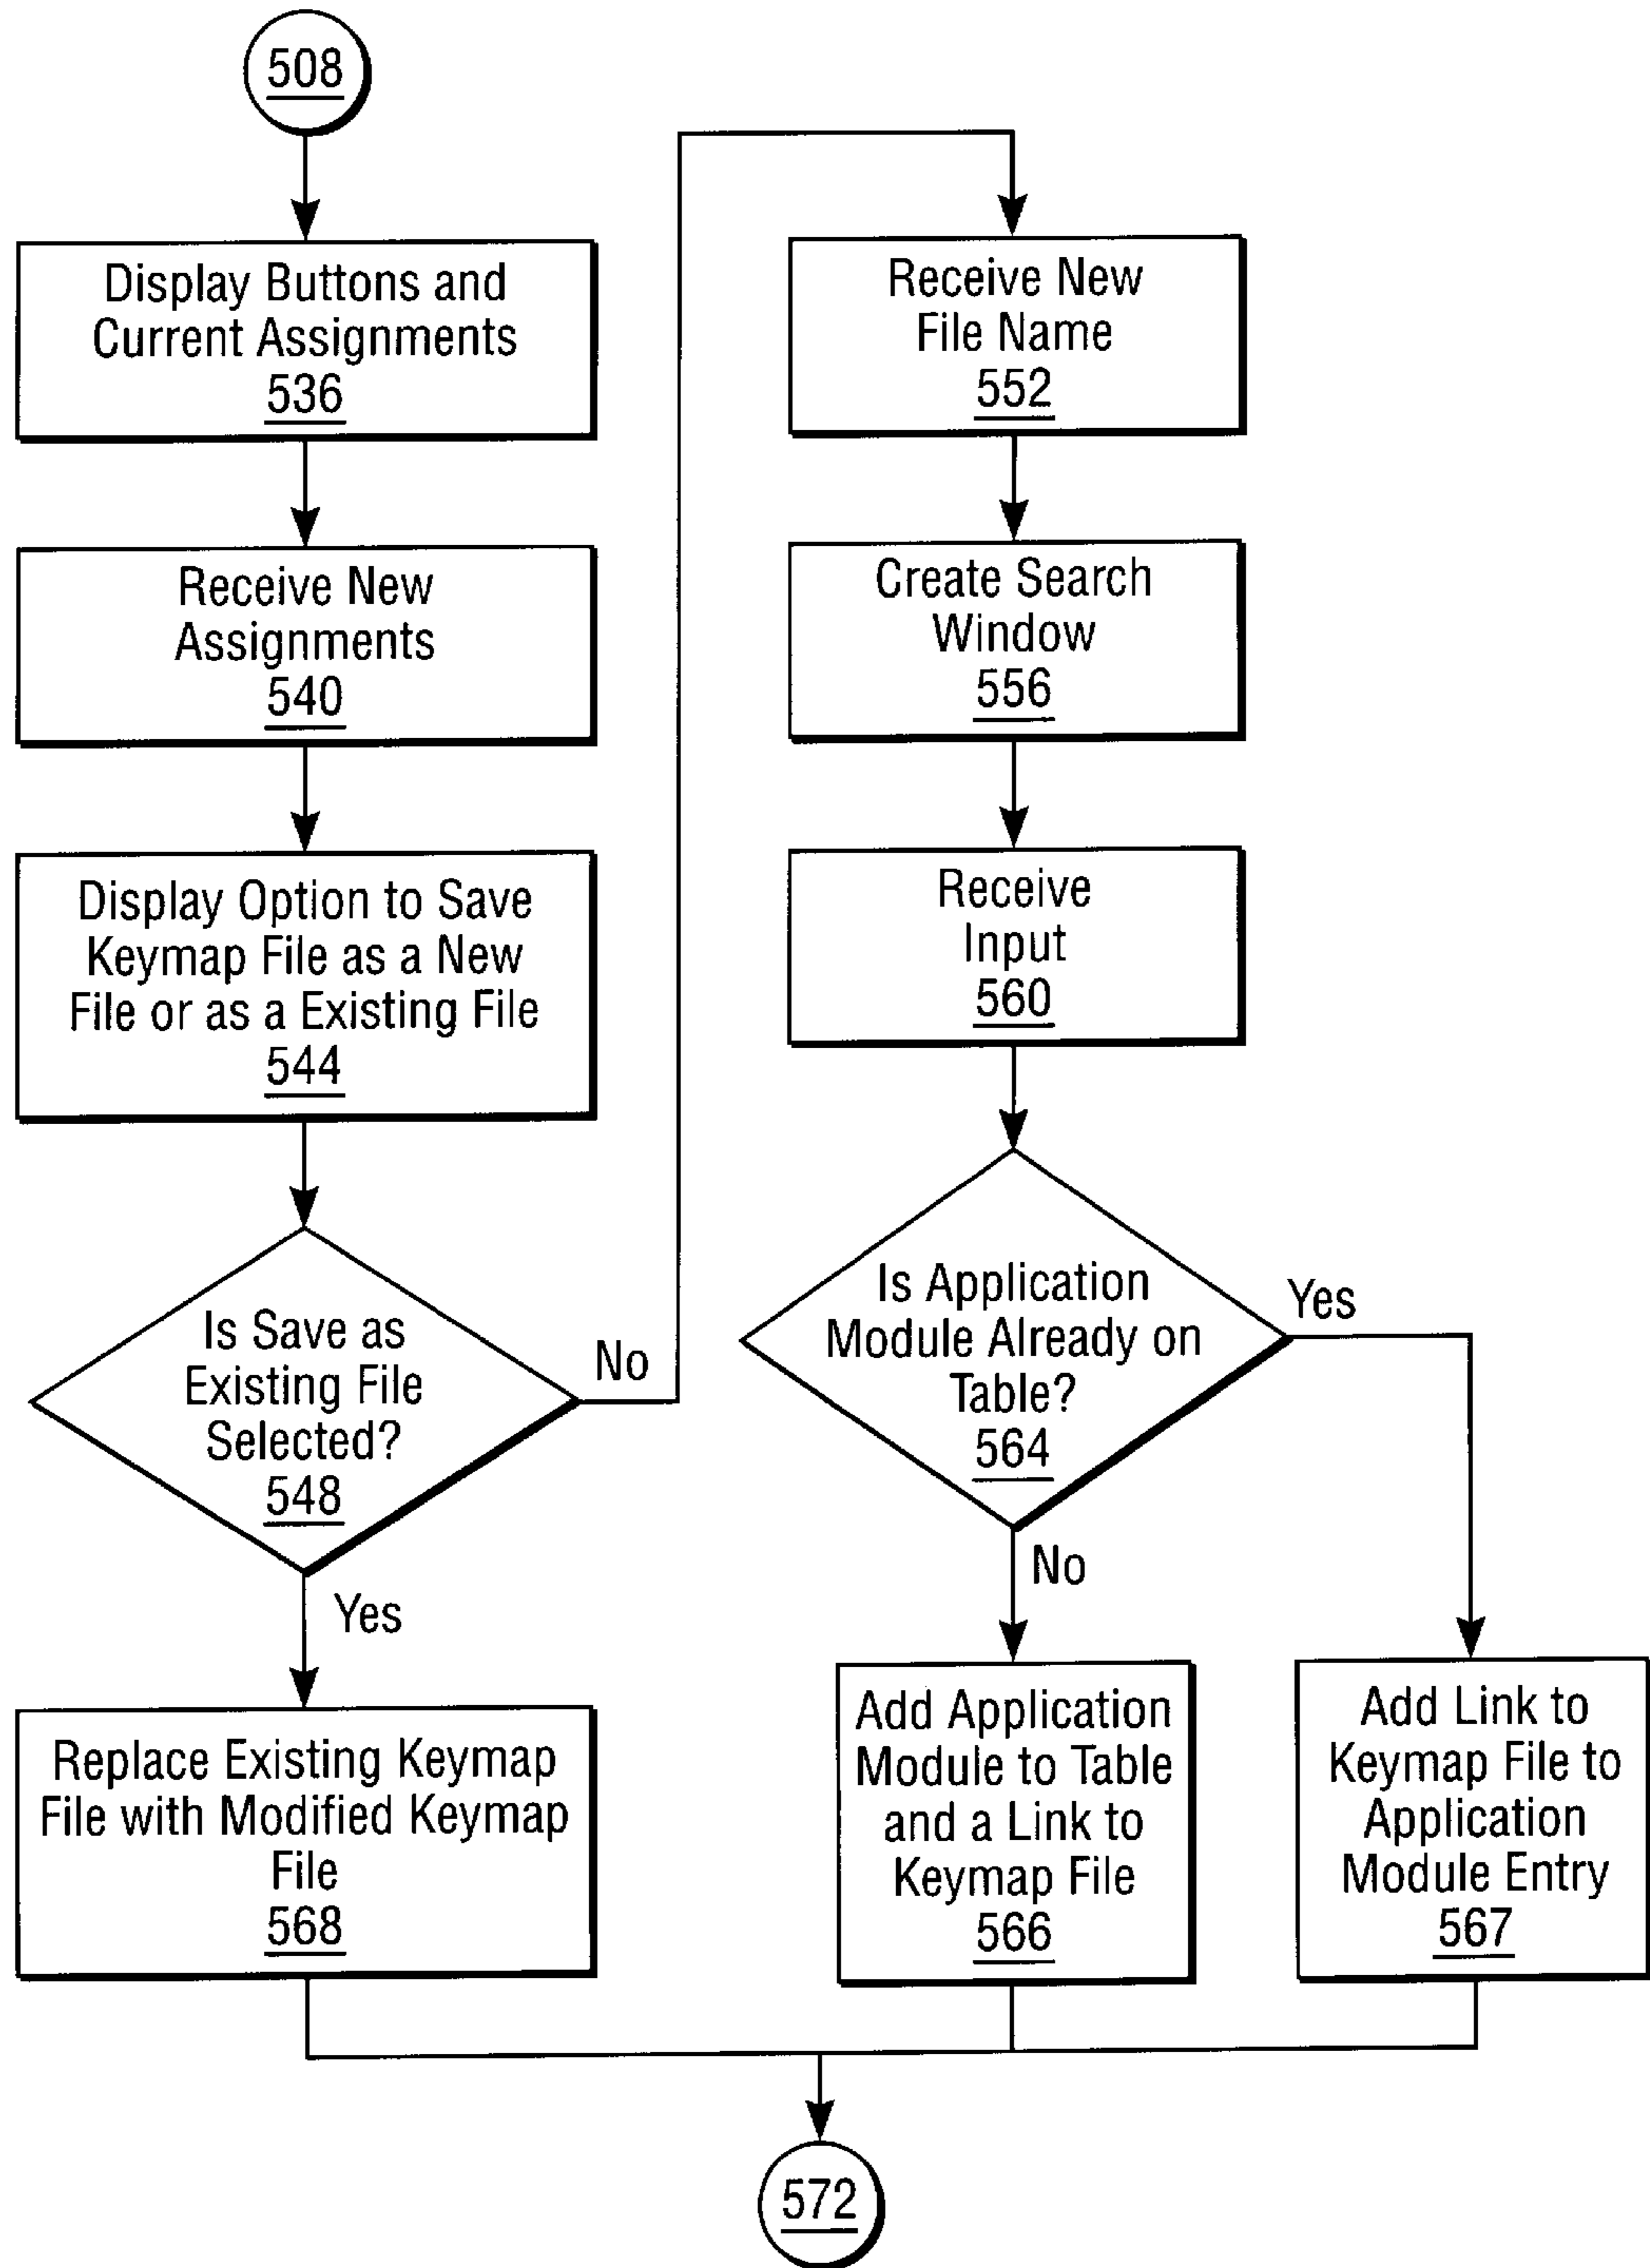 508
Display Buttons and
Current Assignments
536
Receive New
Assignments
540
Display Option to Save
Keymap File as a New
File or as a Existing File
544
Is Save as
Existing File
Selected?
548
No
Yes
Replace Existing Keymap
File with Modified Keymap
File
568
Receive New
File Name
552
Create Search
Window
556
Receive
Input
560
Is Application
Module Already on
Table?
564
Yes
No
Add Application
Module to Table
and a Link to
Keymap File
566
Add Link to
Keymap File to
Application
Module Entry
567
572